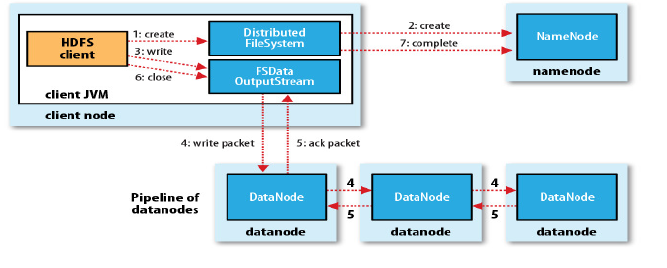 HDFS
client
1: create
3: write
6: close
Distributed
FileSystem
FSData
OutputStream
client JVM
client node
2: create
7: complete
NameNode
namenode
4: write packet
5: ack packet
Pipeline of
datanodes
DataNode
datanode
4
5
DataNode
datanode
4
5
DataNode
datanode